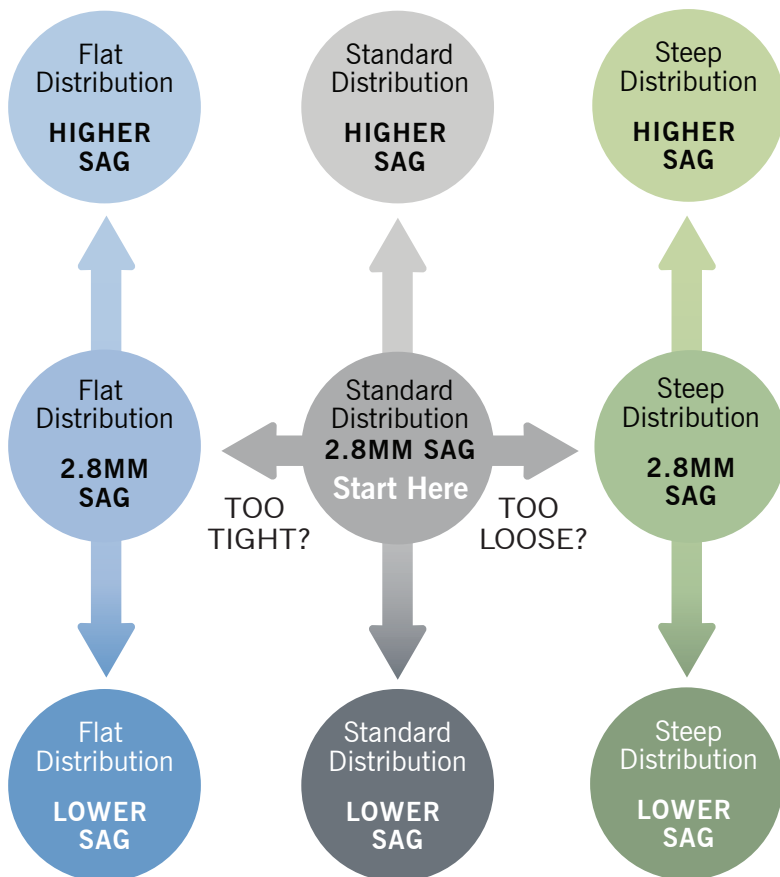 Flat
Distribution
HIGHER
SAG
Standard
Distribution
HIGHER
SAG
Steep
Distribution
HIGHER
SAG
Flat
Distribution
2.8MM
SAG
TOO
TIGHT?
Standard
Distribution
2.8MM SAG
Start Here
TOO
LOOSE?
Steep
Distribution
2.8MM
SAG
Flat
Distribution
LOWER
SAG
Standard
Distribution
LOWER
SAG
Steep
Distribution
LOWER
SAG